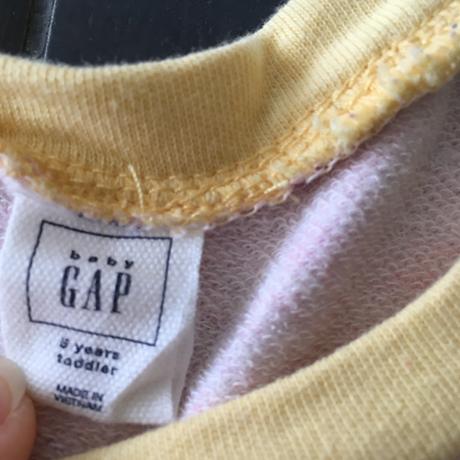 baby
GAP
5 years
toddler
MADE IN
VIETNAM